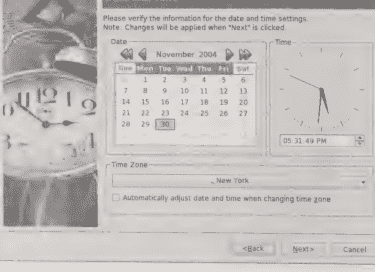 Please verify the information for the date and time settings.
Note: Changes will be applied when "Next" is clicked.
Date
November 2004
Sun Mon Tue Wed Thu Fri Sat
1 2 3 4 5 6
7 8 9 10 11 12 13
14 15 16 17 18 19 20
21 22 23 24 25 26 27
28 29 30
Time
05:31:49 PM
Time Zone
New York
Automatically adjust date and time when changing time zone
<Back Next> Cancel